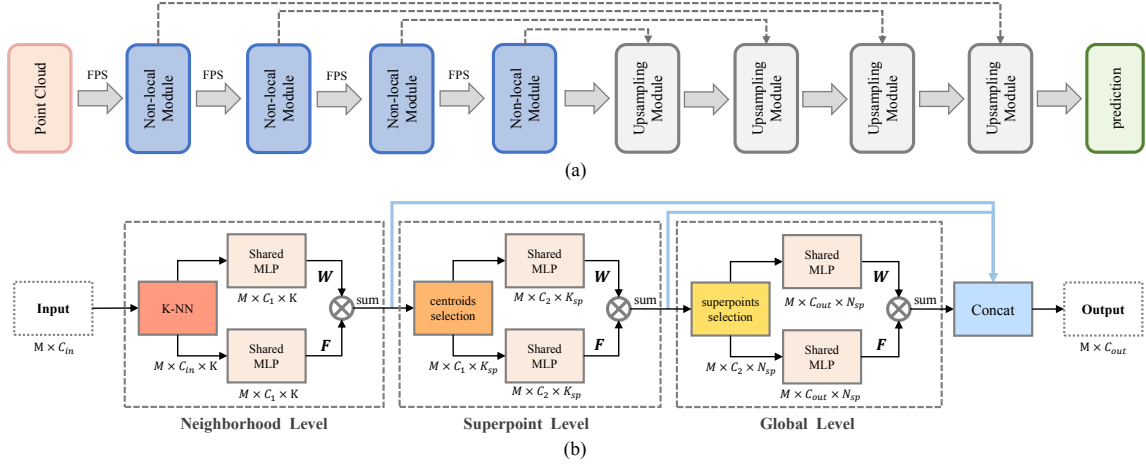 Point Cloud
FPS
Non-local
Module
FPS
Non-local
Module
FPS
Non-local
Module
FPS
Non-local
Module
Upsampling
Module
Upsampling
Module
Upsampling
Module
Upsampling
Module
prediction
(a)
Input
M × C_in
K-NN
M × C_in × K
Shared
MLP
M × C_1 × K
W
Shared
MLP
M × C_1 × K
F
sum
Neighborhood Level
centroids
selection
M × C_1 × K_sp
Shared
MLP
M × C_2 × K_sp
W
Shared
MLP
M × C_2 × K_sp
F
sum
Superpoint Level
superpoints
selection
M × C_2 × N_sp
Shared
MLP
M × C_out × N_sp
W
Shared
MLP
M × C_out × N_sp
F
sum
Global Level
Concat
Output
M × C_out
(b)